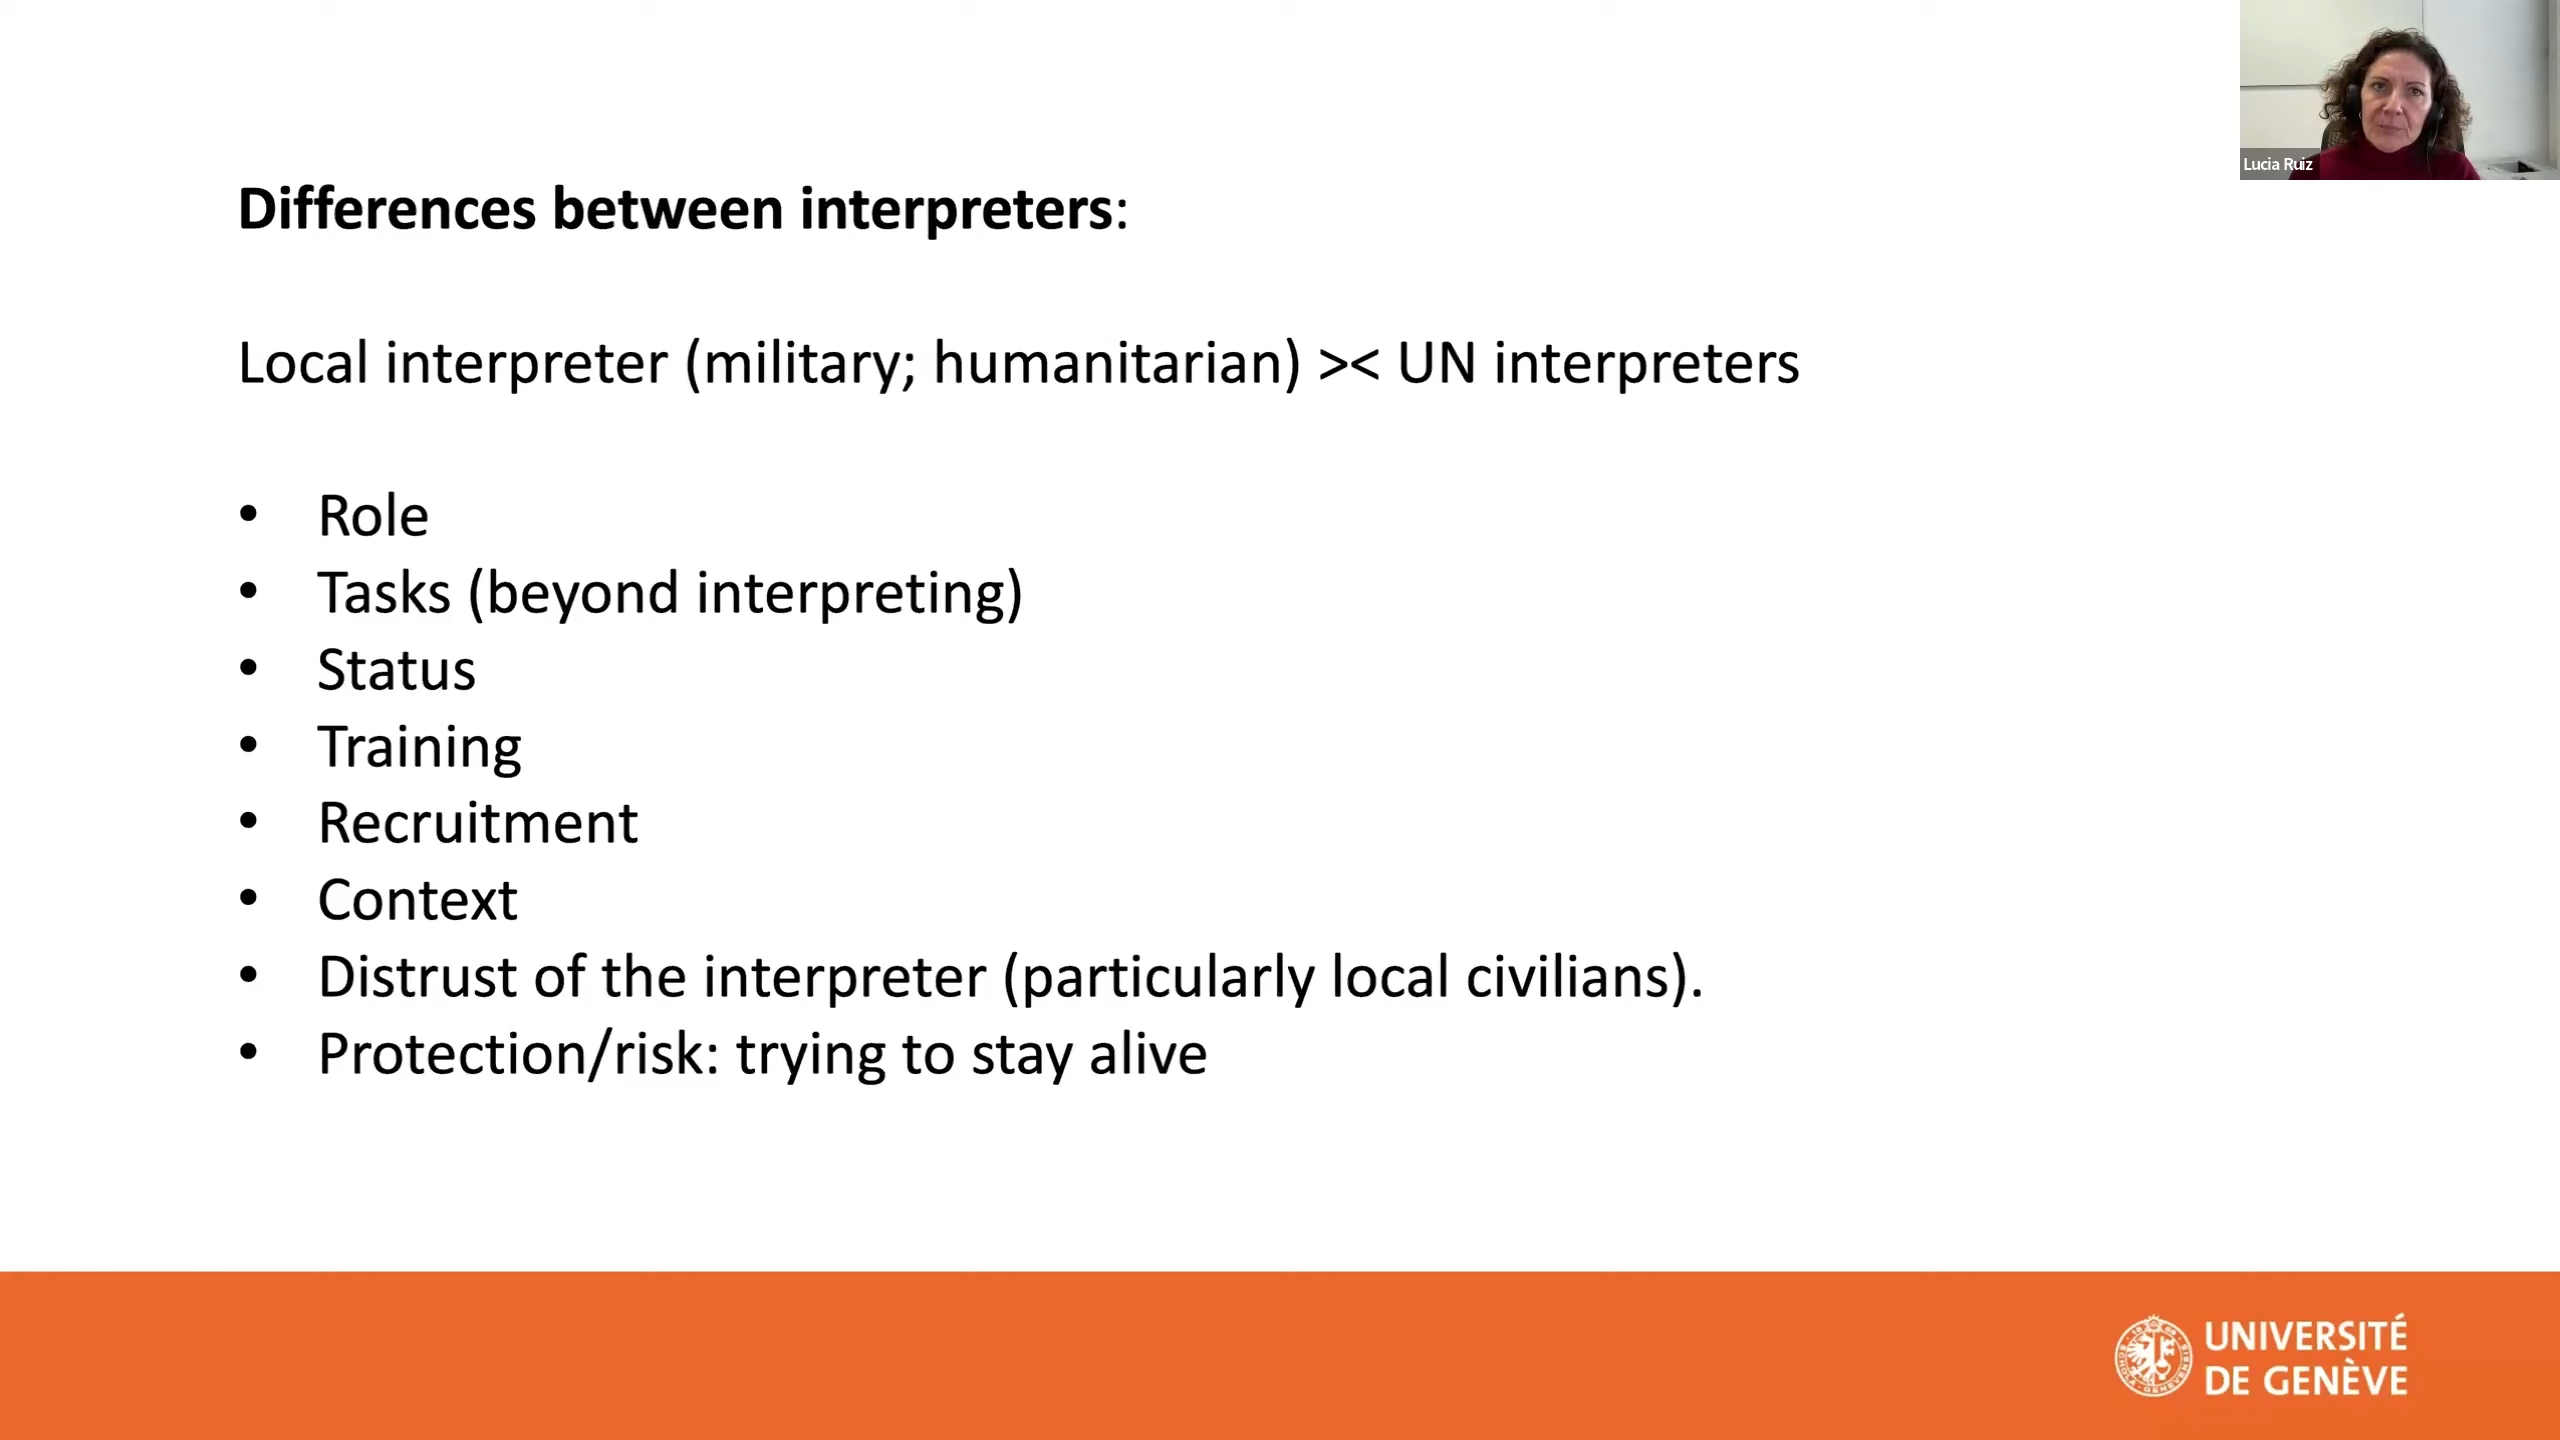 Lucia Ruiz
Differences between interpreters:
Local interpreter (military; humanitarian) >< UN interpreters
• Role
• Tasks (beyond interpreting)
• Status
• Training
• Recruitment
• Context
• Distrust of the interpreter (particularly local civilians).
• Protection/risk: trying to stay alive
UNIVERSITÉ
DE GENÈVE